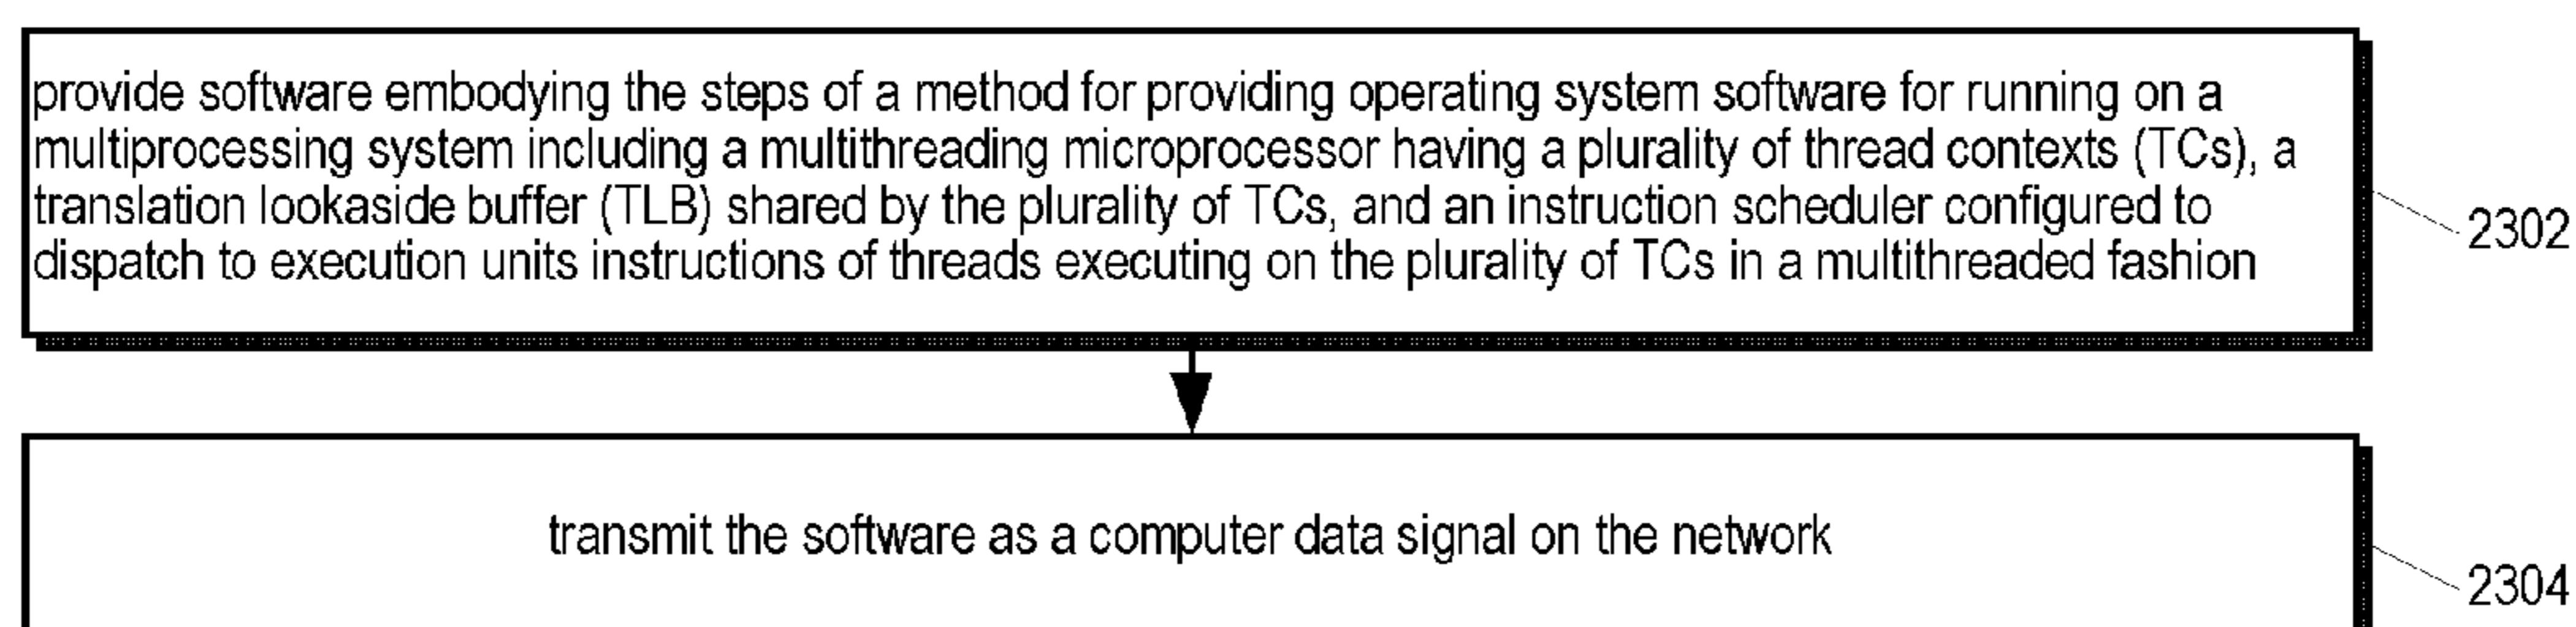 provide software embodying the steps of a method for providing operating system software for running on a
multiprocessing system including a multithreading microprocessor having a plurality of thread contexts (TCs), a
translation lookaside buffer (TLB) shared by the plurality of TCs, and an instruction scheduler configured to
dispatch to execution units instructions of threads executing on the plurality of TCs in a multithreaded fashion
2302
transmit the software as a computer data signal on the network
2304